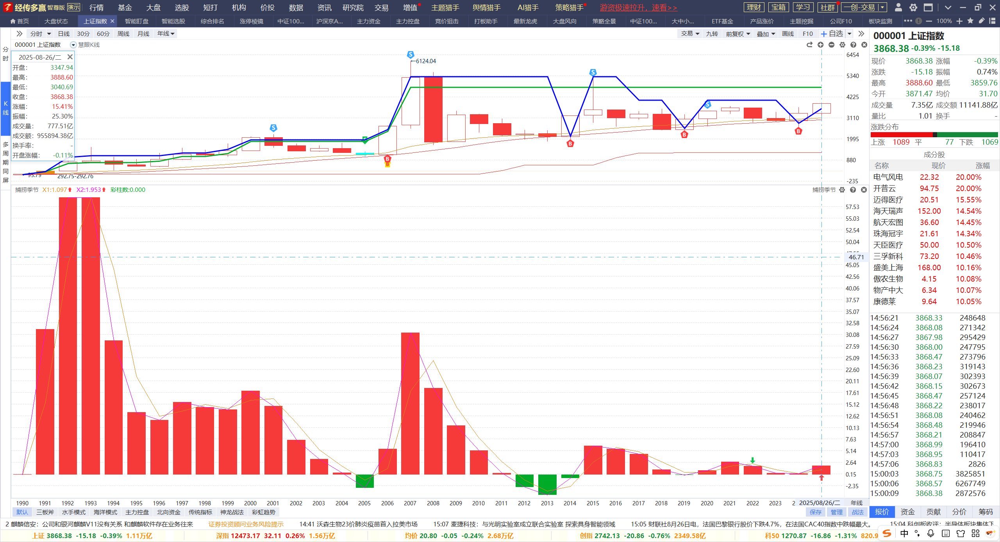 经传多赢 智尊版 演示 行情 基金 大盘 选股 短打 机构 价投 数据 资讯 研究院 交易 增值 主题猎手 舆情猎手 AI猎手 策略猎手 游资极速拉升，速看>> 理财 宝箱 学习 社群 一创-交易
首页 大盘状态 上证指数 智能盯盘 智能选股 综合排名 涨停棱镜 中证100... 沪深京A... 主力资金 主力控盘 竞价狙击 打板助手 最新龙虎 大盘风向 策略全景 中证100... 大中小... ETF基金 产品涨价 主题挖掘 公司F10 板块监测 100%
分时 日线 30分 60分 周线 月线 年线 交易 九转 前复权 叠加 画线 F10 自选
000001 上证指数 慧眼K线
分时
K线
多周期同屏
2025-08-26/二
开盘: 3347.94
最高: 3888.60
最低: 3040.69
收盘: 3868.38
涨幅: 15.41%
振幅: 25.30%
成交量: 777.51亿
成交额: 955894.38亿
换手率: -
开盘涨幅: -0.11%
S S S S
←6124.04
B B B B B
292.75-292.76
6454
5340
4225
3110
1995
880
-235
捕捞季节 X1:1.097 X2:1.953 彩柱数:0.000
捕捞季节
57.53
55.03
52.54
50.04
46.71
45.05
42.56
40.06
37.57
35.07
32.58
30.08
27.59
25.09
22.60
20.11
17.61
15.12
12.62
10.13
7.63
5.14
2.64
0.15
-2.35
1990 1991 1992 1993 1994 1995 1996 1997 1998 1999 2000 2001 2002 2003 2004 2005 2006 2007 2008 2009 2010 2011 2012 2013 2014 2015 2016 2017 2018 2019 2020 2021 2022 2023 2 2025/08/26/二 年线
默认 三板斧 水手模式 海洋模式 主力控盘 北向资金 传统指标 神龙战法 彩虹趋势 保存 管理 战法
000001 上证指数
3868.38 -0.39% -15.18
现价 3868.38 涨幅 -0.39%
涨跌 -15.18 振幅 0.74%
最高 3888.60 最低 3859.76
今开 3871.47 均价 31.70
成交量 7.35亿 成交额 11141.88亿
量比 1.01 换手 -
涨跌分布
上涨 1089 平 77 下跌 1069
成分股
名称 现价 涨幅
电气风电 22.32 20.00%
开普云 94.75 20.00%
迈得医疗 20.51 15.55%
海天瑞声 152.00 14.54%
航天宏图 36.60 14.45%
珠海冠宇 21.61 14.34%
天臣医疗 50.00 10.50%
三孚新科 73.20 10.46%
盛美上海 168.00 10.16%
傲农生物 4.15 10.08%
物产中大 6.34 10.07%
康德莱 9.64 10.05%
14:56:21 3868.33 248648
14:56:24 3868.08 271342
14:56:27 3867.98 295429
14:56:30 3868.00 247795
14:56:33 3868.47 273796
14:56:36 3868.23 319143
14:56:39 3868.07 302393
14:56:42 3868.15 302673
14:56:45 3868.47 257124
14:56:48 3868.22 238017
14:56:51 3868.08 240462
14:56:54 3868.48 219946
14:56:57 3868.21 208847
14:57:00 3868.99 196410
14:57:03 3868.95 110417
14:57:06 3868.83 2826
15:00:03 3868.75 3825851
15:00:06 3868.57 6267749
15:00:09 3868.38 2872576
报价 资金 贡献 分价 筹码
2 麒麟信安：公司和银河麒麟V11没有关系 和麒麟软件存在业务往来 证券投资顾问业务风险提示 14:41 沃森生物23价肺炎疫苗首入拉美市场 15:07 麦捷科技：与光明实验室成立联合实验室 探索具身智能领域 15:05 财联社8月26日电，法国巴黎银行股价下跌4.7%，在法国CAC40指数中跌幅最大。 15:04 科创板收评：半导体板块集体下
上证 3868.38 -15.18 -0.39% 1.11万亿 深指 12473.17 32.11 0.26% 1.56万亿 均价 20.80 -0.05 -0.24% 2.68万亿 创指 2742.13 -20.86 -0.76% 2349.58亿 科50 1270.87 -16.86 -1.31% 820.9
S 中